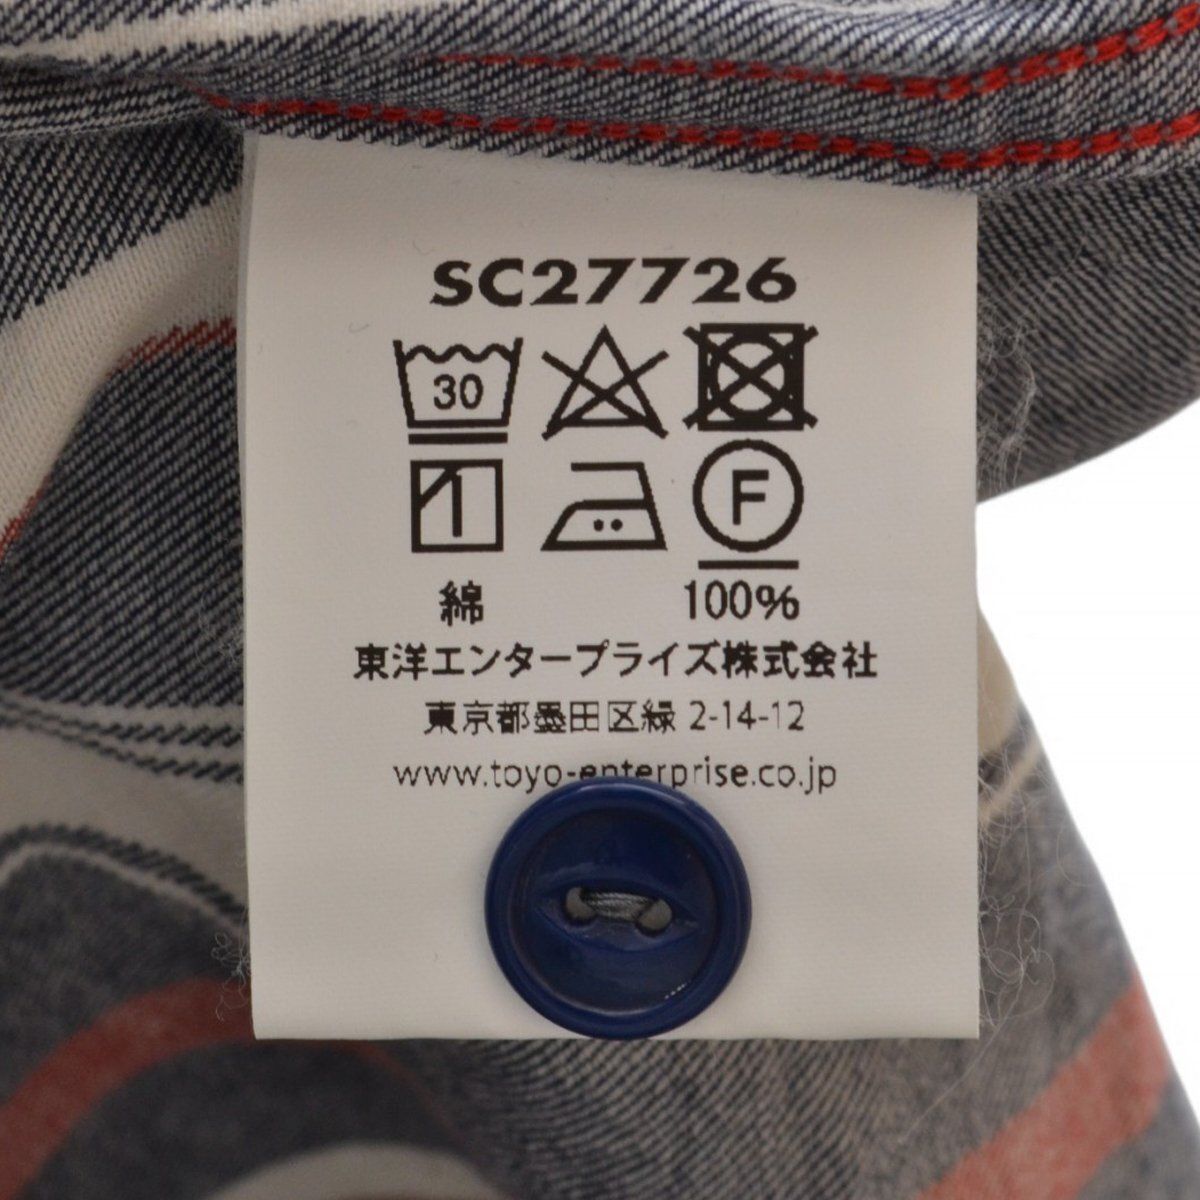 SC27726
30
F
綿 100%
東洋エンタープライズ株式会社
東京都墨田区緑 2-14-12
www.toyo-enterprise.co.jp